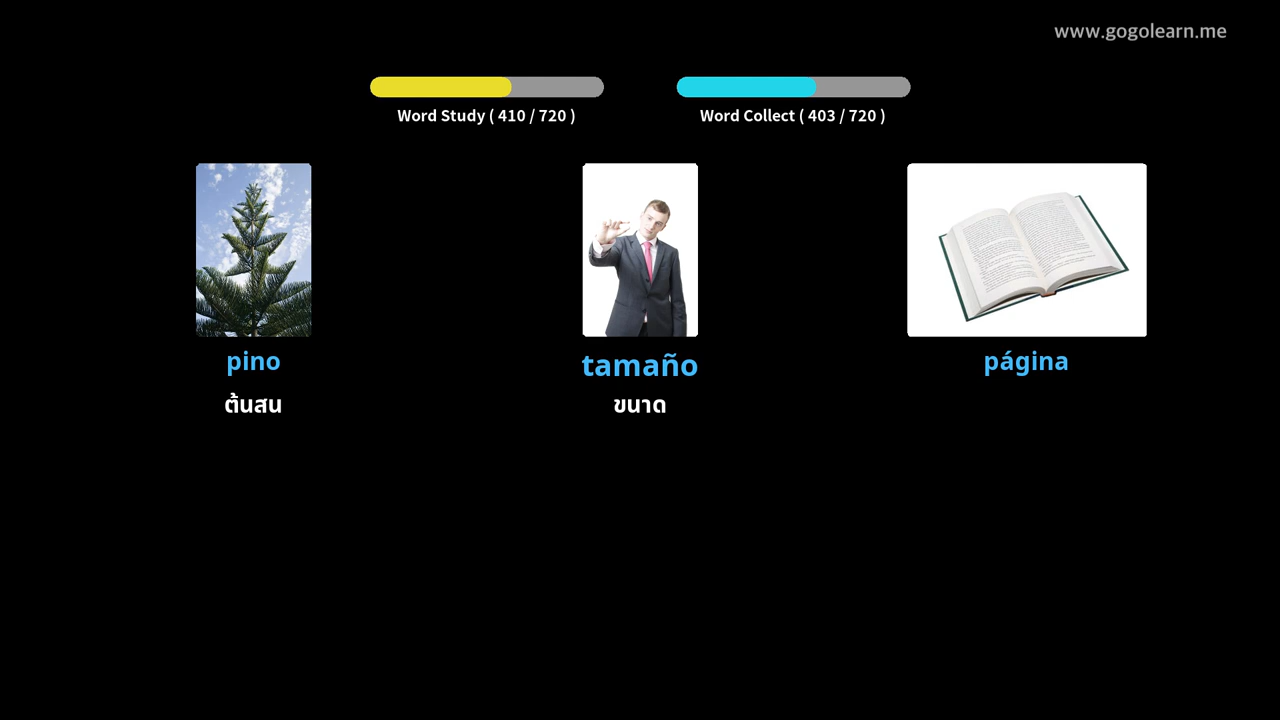 www.gogolearn.me
Word Study ( 410 / 720 )
Word Collect ( 403 / 720 )
pino
tamaño
página
ต้นสน
ขนาด